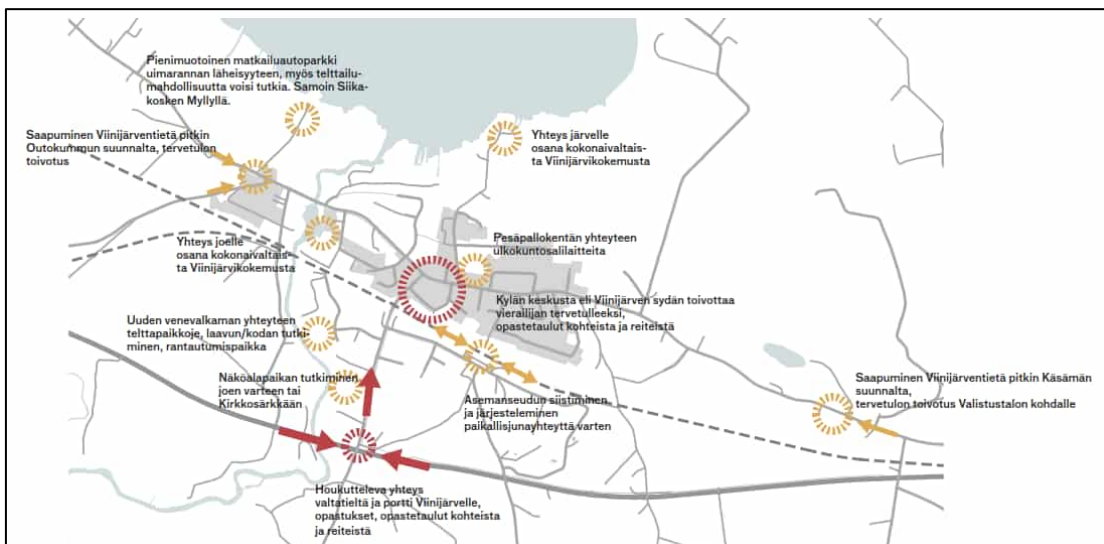 Pienimuotoinen matkailuautoparkki
uimarannan läheisyyteen, myös telttailu-
mahdollisuutta voisi tutkia. Samoin Siika-
kosken Myllyllä.
Saapuminen Viinijärventietä pitkin
Outokummun suunnalta, tervetulon
toivotus
Yhteys järvelle
osana kokonaivaltais-
ta Viinijärvikokemusta
Yhteys joelle
osana kokonaivaltais-
ta Viinijärvikokemusta
Pesäpallokentän yhteyteen
ulkokuntosalilaitteita
Kylän keskusta eli Viinijärven sydän toivottaa
vierailijan tervetulleeksi,
opastetaulut kohteista ja reiteistä
Uuden venevalkaman yhteyteen
telttapaikkoje, laavun/kodan tutki-
minen, rantautumispaikka
Näköalapaikan tutkiminen
joen varteen tai
Kirkkosärkkään
Asemanseudun siistiminen
ja järjesteleminen
paikallisjunayhteyttä varten
Saapuminen Viinijärventietä pitkin Käsämän
suunnalta,
tervetulon toivotus Valistustalon kohdalle
Houkutteleva yhteys
valtatieltä ja portti Viinijärvelle,
opastukset, opastetaulut kohteista
ja reiteistä